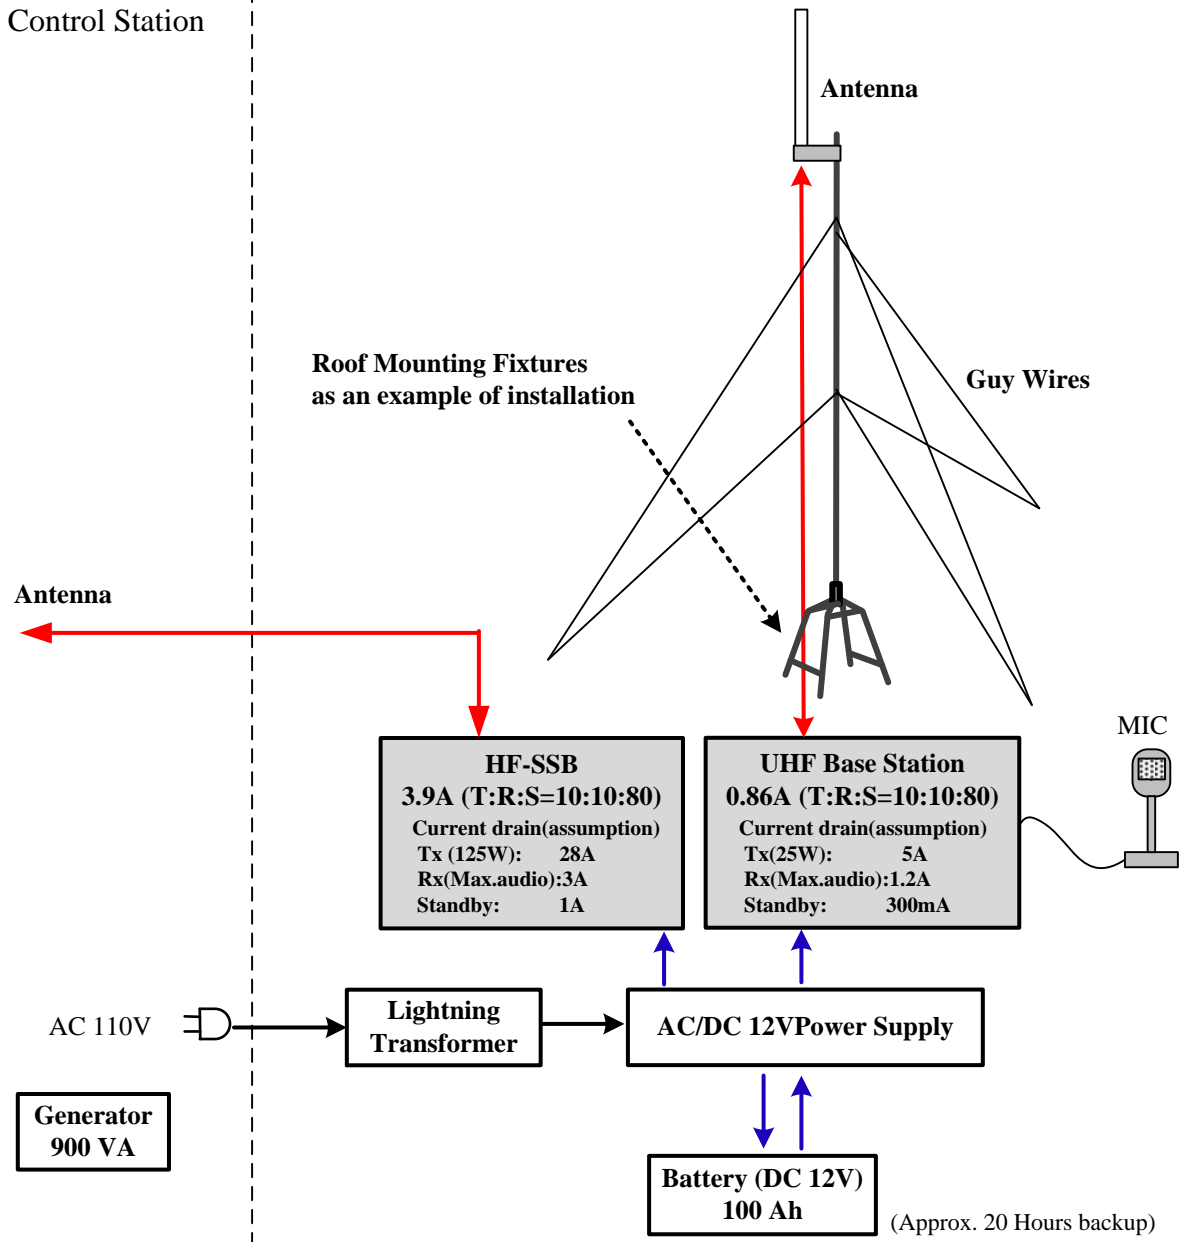 Control Station
Antenna
Roof Mounting Fixtures
as an example of installation
Guy Wires
Antenna
MIC
HF-SSB
3.9A (T:R:S=10:10:80)
Current drain(assumption)
Tx (125W): 28A
Rx(Max.audio):3A
Standby: 1A
UHF Base Station
0.86A (T:R:S=10:10:80)
Current drain(assumption)
Tx(25W): 5A
Rx(Max.audio):1.2A
Standby: 300mA
AC 110V
Lightning
Transformer
AC/DC 12VPower Supply
Generator
900 VA
Battery (DC 12V)
100 Ah
(Approx. 20 Hours backup)